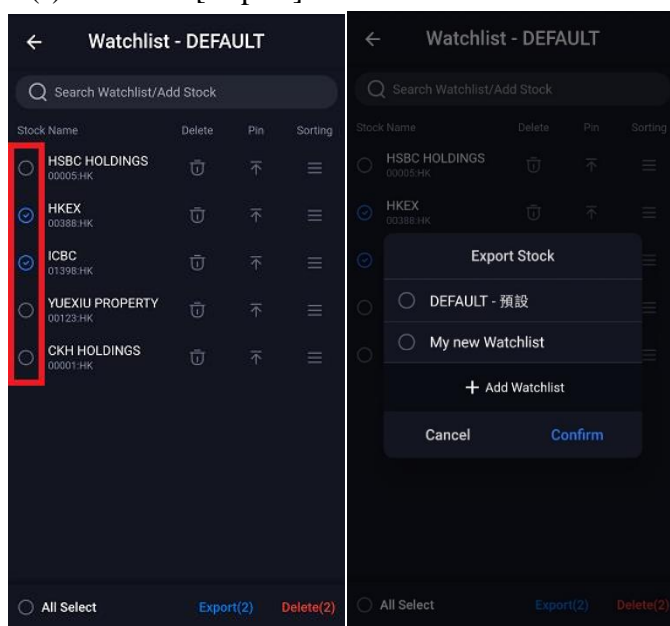 Watchlist - DEFAULT
Search Watchlist/Add Stock
Stock Name Delete Pin Sorting
HSBC HOLDINGS
00005:HK
HKEX
00388:HK
ICBC
01398:HK
YUEXIU PROPERTY
00123:HK
CKH HOLDINGS
00001:HK
All Select Export(2) Delete(2)
Watchlist - DEFAULT
Search Watchlist/Add Stock
Stock Name Delete Pin Sorting
HSBC HOLDINGS
00005:HK
HKEX
00388:HK
Export Stock
DEFAULT - 預設
My new Watchlist
+ Add Watchlist
Cancel Confirm
All Select Export(2) Delete(2)